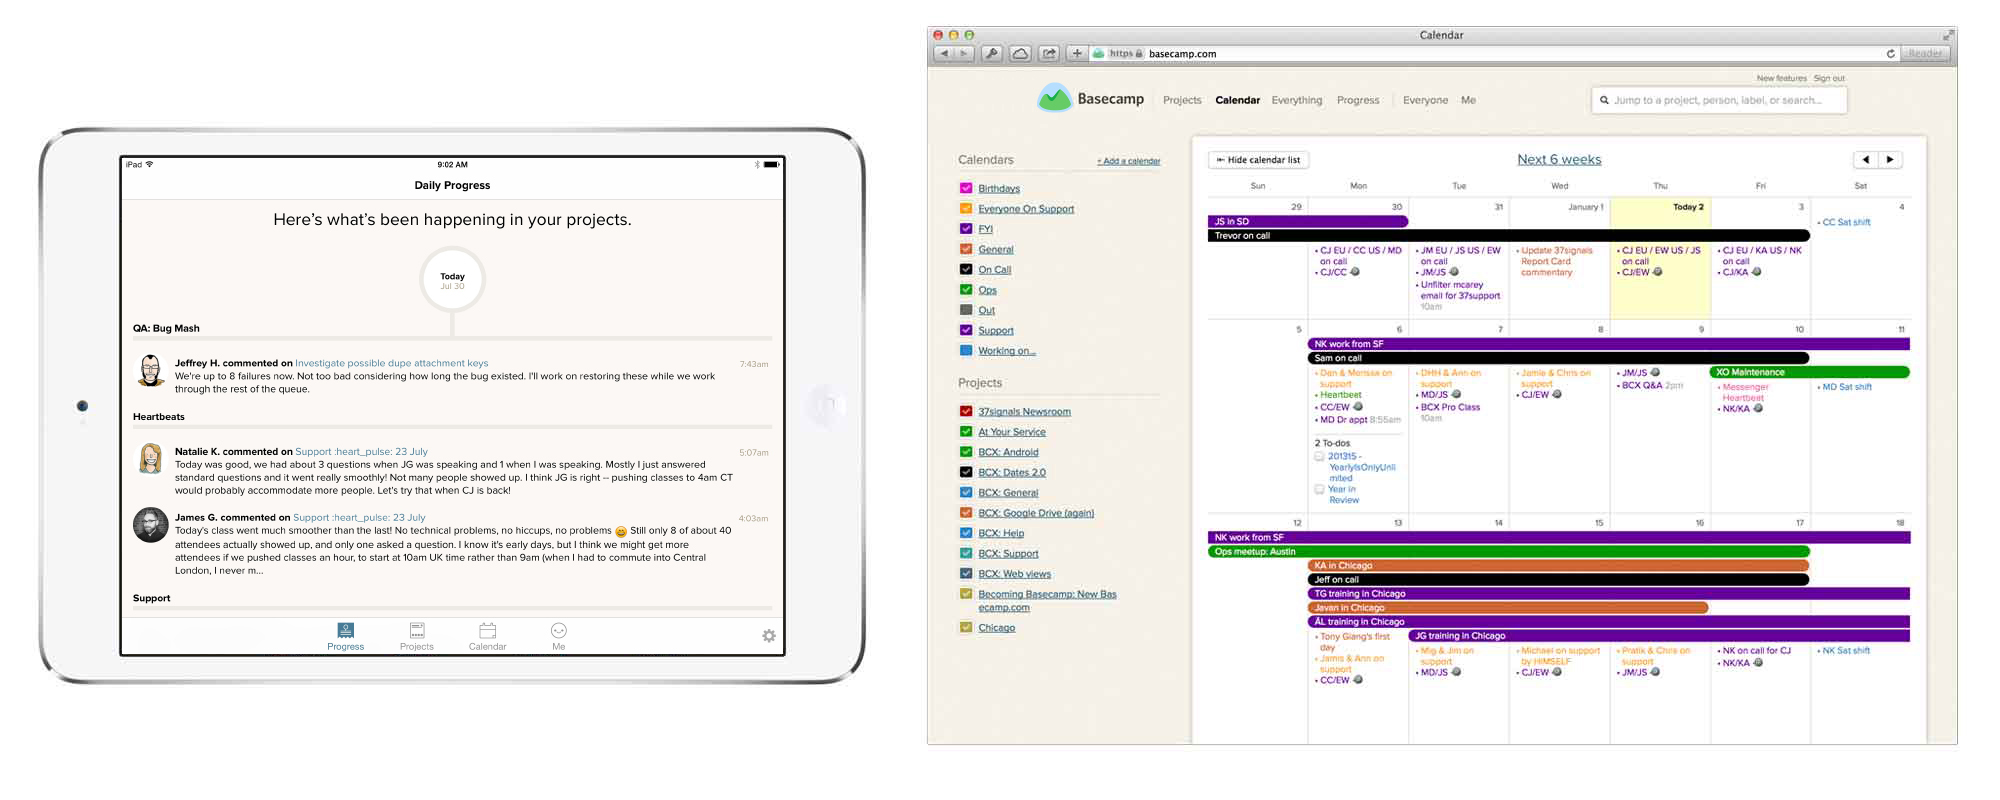 iPad
9:02 AM
Daily Progress
Here's what's been happening in your projects.
Today
Jul 30
QA: Bug Mash
Jeffrey H. commented on Investigate possible dupe attachment keys
7:43am
We're up to 8 failures now. Not too bad considering how long the bug existed. I'll work on restoring these while we work
through the rest of the queue.
Heartbeats
Natalie K. commented on Support :heart_pulse: 23 July
5:07am
Today was good, we had about 3 questions when JG was speaking and 1 when I was speaking. Mostly I just answered
standard questions and it went really smoothly! Not many people showed up. I think JG is right -- pushing classes to 4am CT
would probably accommodate more people. Let's try that when CJ is back!
James G. commented on Support :heart_pulse: 23 July
4:03am
Today's class went much smoother than the last! No technical problems, no hiccups, no problems 😀 Still only 8 of about 40
attendees actually showed up, and only one asked a question. I know it's early days, but I think we might get more
attendees if we pushed classes an hour, to start at 10am UK time rather than 9am (when I had to commute into Central
London, I never m...
Support
Progress
Projects
Calendar
Me
Calendar
https basecamp.com
Reader
New features Sign out
Basecamp
Projects Calendar Everything Progress Everyone Me
Jump to a project, person, label, or search...
Calendars
+ Add a calendar
Birthdays
Everyone On Support
FYI
General
On Call
Ops
Out
Support
Working on...
Projects
37signals Newsroom
At Your Service
BCX: Android
BCX: Dates 2.0
BCX: General
BCX: Google Drive (again)
BCX: Help
BCX: Support
BCX: Web views
Becoming Basecamp: New Bas
ecamp.com
Chicago
Hide calendar list
Next 6 weeks
Sun Mon Tue Wed Thu Fri Sat
29 30 31 January 1 Today 2 3 4
JS in SD
Trevor on call
• CC Sat shift
• CJ EU / CC US / MD
on call
• CJ/CC
• JM EU / JS US / EW
on call
• JM/JS
• Unfilter mcarey
email for 37support
10am
• Update 37signals
Report Card
commentary
• CJ EU / EW US / JS
on call
• CJ/EW
• CJ EU / KA US / NK
on call
• CJ/KA
5 6 7 8 9 10 11
NK work from SF
Sam on call
• Dan & Merissa on
support
• Heartbeat
• CC/EW
• MD Dr appt 8:55am
2 To-dos
201315 -
YearlyIsOnlyUnli
mited
Year in
Review
• DHH & Ann on
support
• MD/JS
• BCX Pro Class
10am
• Jamie & Chris on
support
• CJ/EW
• JM/JS
• BCX Q&A 2pm
XO Maintenance
• Messenger
Heartbeat
• NK/KA
• MD Sat shift
12 13 14 15 16 17 18
NK work from SF
Ops meetup: Austin
KA in Chicago
Jeff on call
TG training in Chicago
Javan in Chicago
ÅL training in Chicago
JG training in Chicago
• Tony Giang's first
day
• Jamis & Ann on
support
• CC/EW
• Mig & Jim on
support
• MD/JS
• Michael on support
by HIMSELF
• CJ/EW
• Pratik & Chris on
support
• JM/JS
• NK on call for CJ
• NK/KA
• NK Sat shift